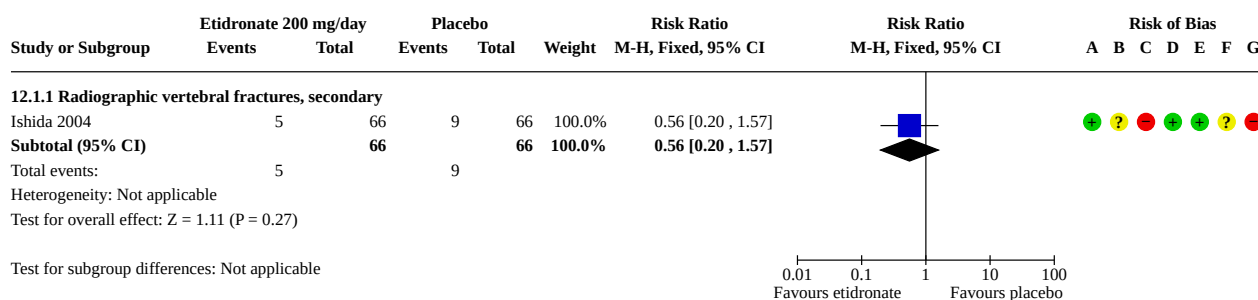 Etidronate 200 mg/day Placebo Risk Ratio Risk Ratio Risk of Bias
Study or Subgroup Events Total Events Total Weight M-H, Fixed, 95% CI M-H, Fixed, 95% CI A B C D E F G
12.1.1 Radiographic vertebral fractures, secondary
Ishida 2004 5 66 9 66 100.0% 0.56 [0.20 , 1.57] + ? − + + ? −
Subtotal (95% CI) 66 66 100.0% 0.56 [0.20 , 1.57]
Total events: 5 9
Heterogeneity: Not applicable
Test for overall effect: Z = 1.11 (P = 0.27)
Test for subgroup differences: Not applicable
0.01 0.1 1 10 100
Favours etidronate Favours placebo